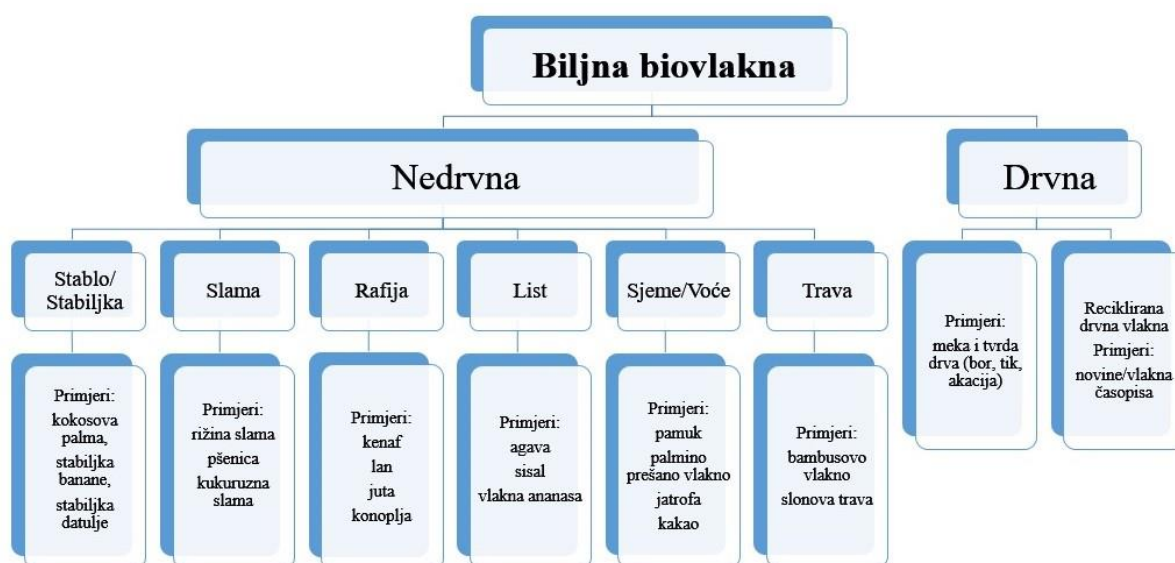 Biljna biovlakna
Nedrvna
Drvna
Stablo/
Stabiljka
Slama
Rafija
List
Sjeme/Voće
Trava
Primjeri:
kokosova
palma,
stabiljka
banane,
stabiljka
datulje
Primjeri:
rižina slama
pšenica
kukuruzna
slama
Primjeri:
kenaf
lan
juta
konoplja
Primjeri:
agava
sisal
vlakna ananasa
Primjeri:
pamuk
palmino
prešano vlakno
jatrofa
kakao
Primjeri:
bambusovo
vlakno
slonova trava
Primjeri:
meka i tvrda
drva (bor, tik,
akacija)
Reciklirana
drvna vlakna
Primjeri:
novine/vlakna
časopisa